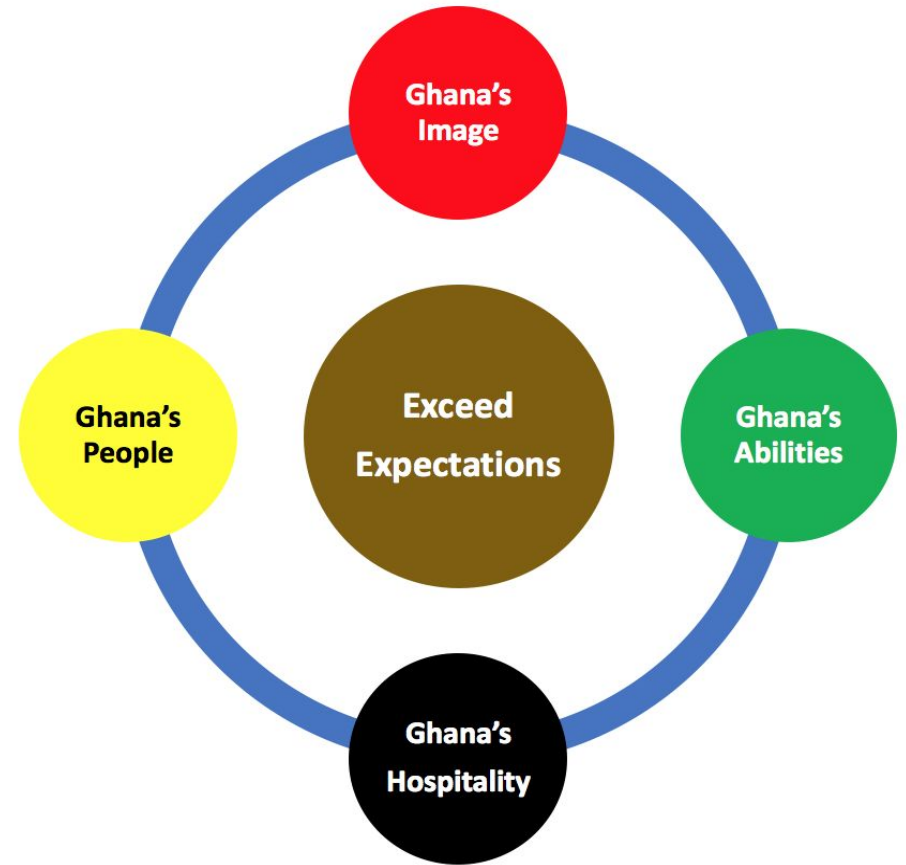 Ghana's
Image
Ghana's
People
Exceed
Expectations
Ghana's
Abilities
Ghana's
Hospitality